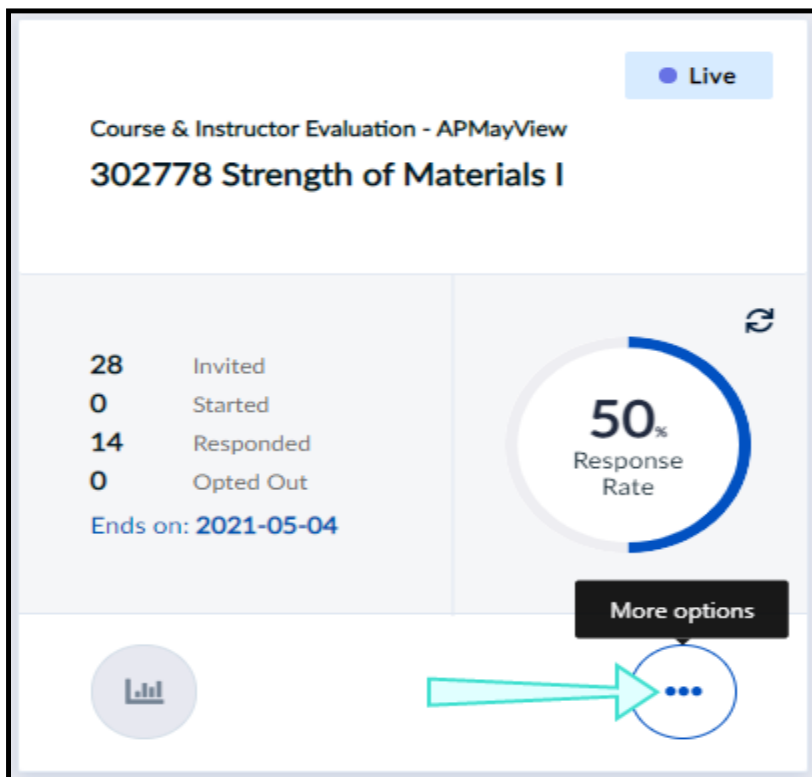 Live
Course & Instructor Evaluation - APMayView
302778 Strength of Materials I
28 Invited
0 Started
14 Responded
0 Opted Out
Ends on: 2021-05-04
50%
Response
Rate
More options